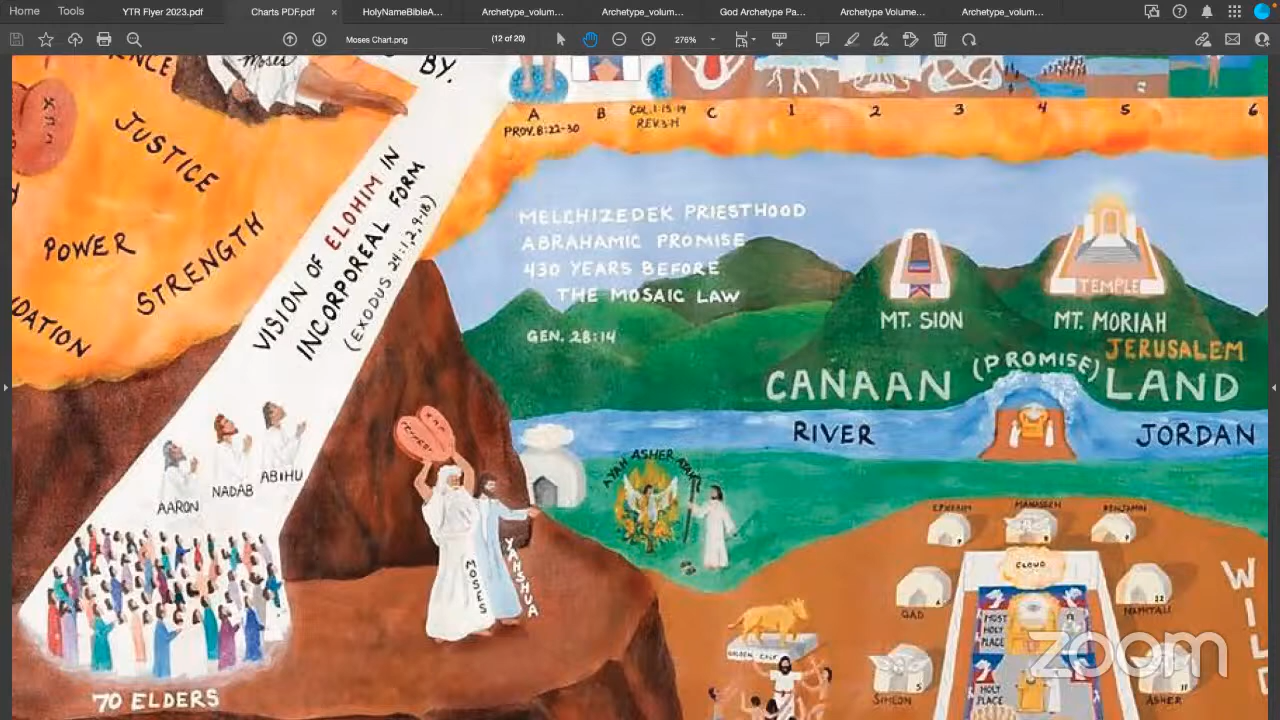 Home
Tools
YTR Flyer 2023.pdf
Charts PDF.pdf
×
HolyNameBibleA...
Archetype_volum...
Archetype_volum...
God Archetype Pa...
Archetype Volume...
Archetype_volum...
Moses Chart.png
(12 of 20)
276%
Moses
BY.
A
B
C
1
2
3
4
5
6
PROV. 8:22-30
COL. 1:15-19
REV. 3:14
JUSTICE
POWER
STRENGTH
DATION
VISION OF ELOHIM IN
INCORPOREAL FORM
(EXODUS 24:1,2,9-18)
MELCHIZEDEK PRIESTHOOD
ABRAHAMIC PROMISE
430 YEARS BEFORE
THE MOSAIC LAW
GEN. 28:14
TEMPLE
MT. SION
MT. MORIAH
JERUSALEM
(PROMISE)
CANAAN
LAND
RIVER
JORDAN
AARON
NADAB
ABIHU
70 ELDERS
MOSES
YAHSHUA
AYAH ASHER AYAH
GOLDEN CALF
EPHRAIM
MANASSEH
BENJAMIN
CLOUD
GAD
NAPHTALI
MOST
HOLY
PLACE
SIMEON
HOLY
PLACE
ASHER
WIL
zoom